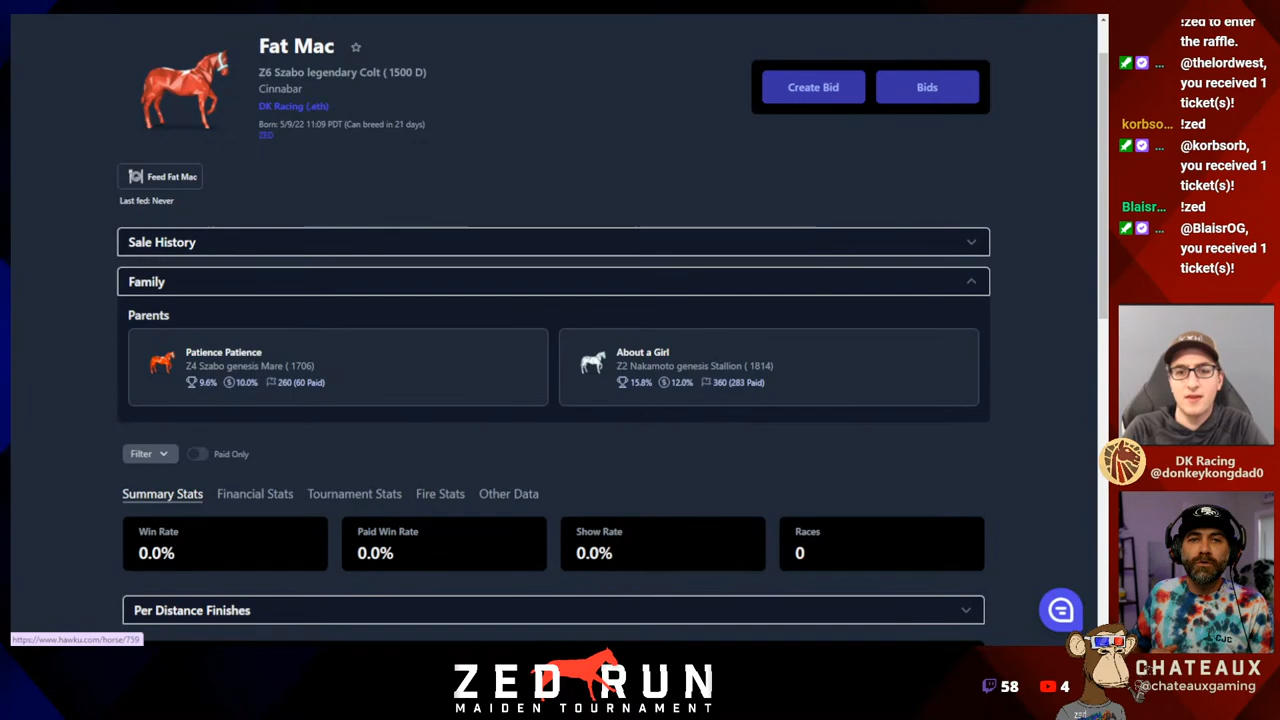 Fat Mac
Z6 Szabo legendary Colt ( 1500 D)
Cinnabar
DK Racing (.eth)
Born: 5/9/22 11:09 PDT (Can breed in 21 days)
ZED
Create Bid
Bids
Feed Fat Mac
Last fed: Never
Sale History
Family
Parents
Patience Patience
Z4 Szabo genesis Mare ( 1706)
9.6% 10.0% 260 (60 Paid)
About a Girl
Z2 Nakamoto genesis Stallion ( 1814)
15.8% 12.0% 360 (283 Paid)
Filter
Paid Only
Summary Stats
Financial Stats
Tournament Stats
Fire Stats
Other Data
Win Rate
0.0%
Paid Win Rate
0.0%
Show Rate
0.0%
Races
0
Per Distance Finishes
https://www.hawku.com/horse/759
!zed to enter
the raffle.
... @thelordwest,
you received 1
ticket(s)!
korbso... !zed
... @korbsorb,
you received 1
ticket(s)!
Blaisr... !zed
... @BlaisrOG,
you received 1
ticket(s)!
DK Racing
@donkeykongdad0
ZED RUN
MAIDEN TOURNAMENT
58
4
CHATEAUX
@chateauxgaming